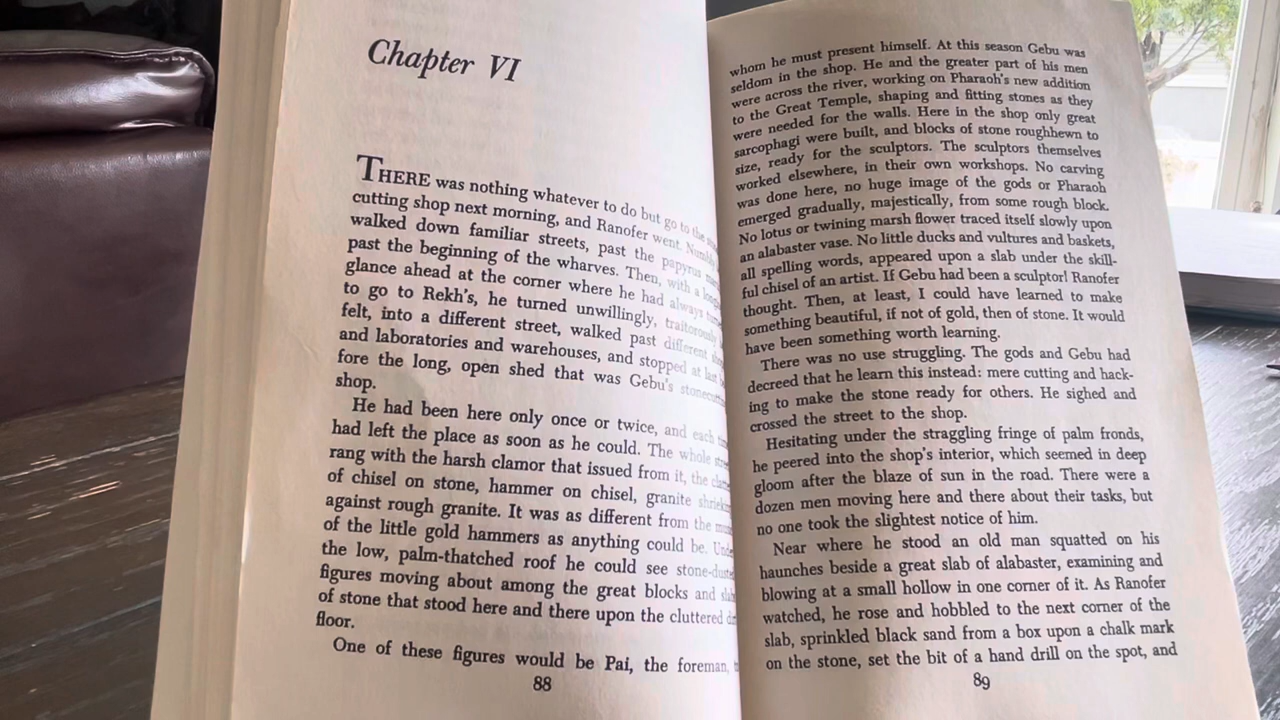 Chapter VI
THERE was nothing whatever to do but go to the
cutting shop next morning, and Ranofer went. Numbly
walked down familiar streets, past the papyrus
past the beginning of the wharves. Then, with a
glance ahead at the corner where he had always
to go to Rekh's, he turned unwillingly, traitorously
felt, into a different street, walked past different
and laboratories and warehouses, and stopped at last
fore the long, open shed that was Gebu's
shop.
He had been here only once or twice, and each
had left the place as soon as he could. The whole
rang with the harsh clamor that issued from it, the
of chisel on stone, hammer on chisel, granite
against rough granite. It was as different from the
of the little gold hammers as anything could be.
the low, palm-thatched roof he could see
figures moving about among the great blocks and
of stone that stood here and there upon the cluttered
floor.
One of these figures would be Pai, the foreman,
88
whom he must present himself. At this season Gebu was
seldom in the shop. He and the greater part of his men
were across the river, working on Pharaoh's new addition
to the Great Temple, shaping and fitting stones as they
were needed for the walls. Here in the shop only great
sarcophagi were built, and blocks of stone roughhewn to
size, ready for the sculptors. The sculptors themselves
worked elsewhere, in their own workshops. No carving
was done here, no huge image of the gods or Pharaoh
emerged gradually, majestically, from some rough block.
No lotus or twining marsh flower traced itself slowly upon
an alabaster vase. No little ducks and vultures and baskets,
all spelling words, appeared upon a slab under the skill-
ful chisel of an artist. If Gebu had been a sculptor! Ranofer
thought. Then, at least, I could have learned to make
something beautiful, if not of gold, then of stone. It would
have been something worth learning.
There was no use struggling. The gods and Gebu had
decreed that he learn this instead: mere cutting and hack-
ing to make the stone ready for others. He sighed and
crossed the street to the shop.
Hesitating under the straggling fringe of palm fronds,
he peered into the shop's interior, which seemed in deep
gloom after the blaze of sun in the road. There were a
dozen men moving here and there about their tasks, but
no one took the slightest notice of him.
Near where he stood an old man squatted on his
haunches beside a great slab of alabaster, examining and
blowing at a small hollow in one corner of it. As Ranofer
watched, he rose and hobbled to the next corner of the
slab, sprinkled black sand from a box upon a chalk mark
on the stone, set the bit of a hand drill on the spot, and
89